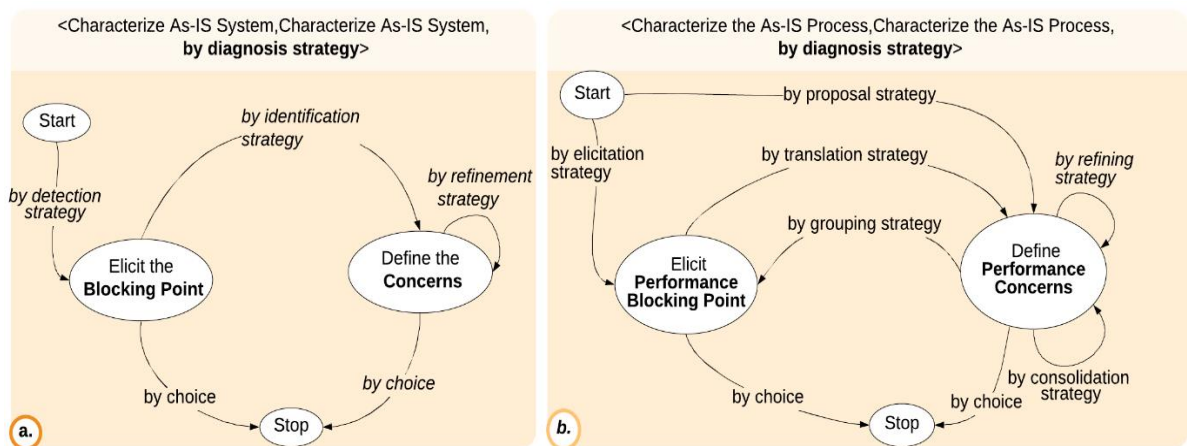 <Characterize As-IS System,Characterize As-IS System,
by diagnosis strategy>
Start
by identification
strategy
by detection
strategy
by refinement
strategy
Elicit the
Blocking Point
Define the
Concerns
by choice
by choice
Stop
a.
<Characterize the As-IS Process,Characterize the As-IS Process,
by diagnosis strategy>
Start
by proposal strategy
by elicitation
strategy
by translation strategy
by refining
strategy
by grouping strategy
Elicit
Performance
Blocking Point
Define
Performance
Concerns
by choice
by consolidation
strategy
by choice
Stop
b.